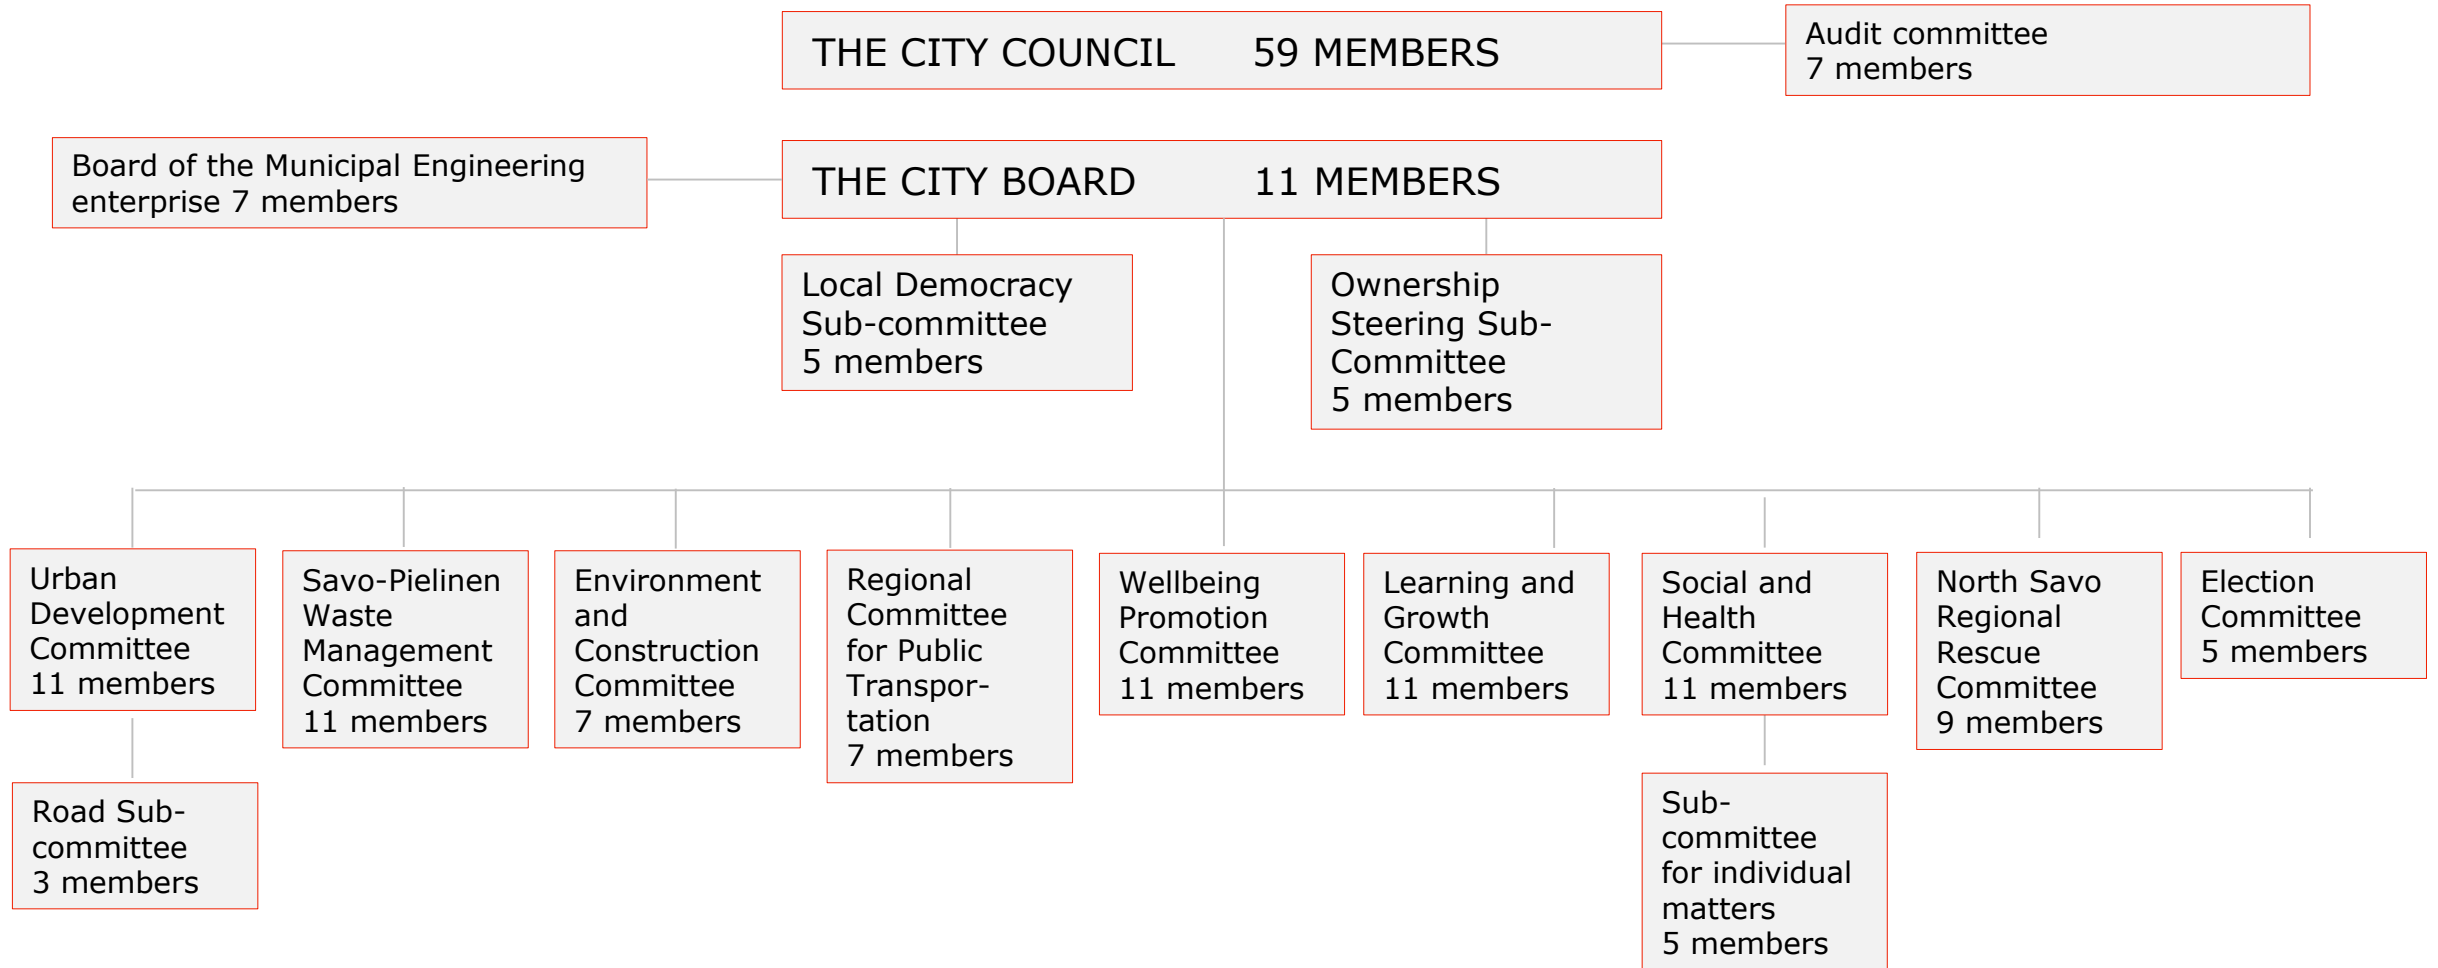 THE CITY COUNCIL 59 MEMBERS
Audit committee
7 members
Board of the Municipal Engineering
enterprise 7 members
THE CITY BOARD 11 MEMBERS
Local Democracy
Sub-committee
5 members
Ownership
Steering Sub-
Committee
5 members
Urban
Development
Committee
11 members
Savo-Pielinen
Waste
Management
Committee
11 members
Environment
and
Construction
Committee
7 members
Regional
Committee
for Public
Transpor-
tation
7 members
Wellbeing
Promotion
Committee
11 members
Learning and
Growth
Committee
11 members
Social and
Health
Committee
11 members
North Savo
Regional
Rescue
Committee
9 members
Election
Committee
5 members
Road Sub-
committee
3 members
Sub-
committee
for individual
matters
5 members